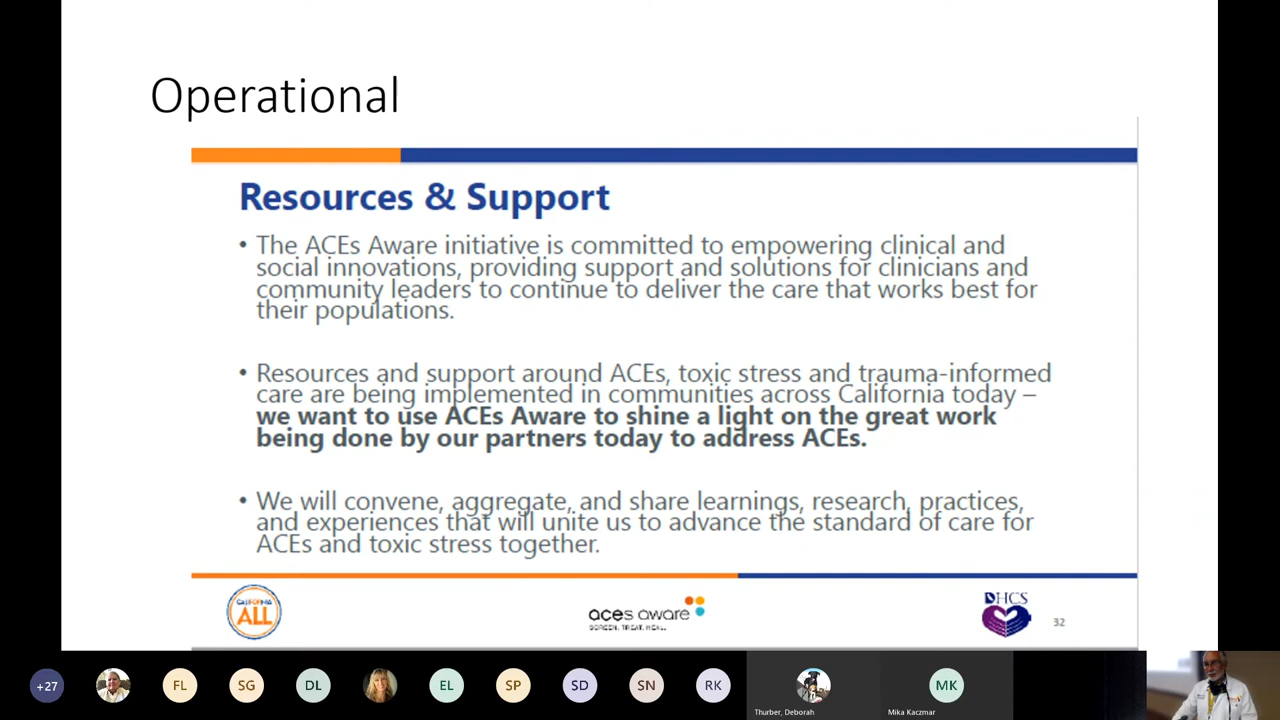 Operational
Resources & Support
• The ACEs Aware initiative is committed to empowering clinical and
social innovations, providing support and solutions for clinicians and
community leaders to continue to deliver the care that works best for
their populations.
• Resources and support around ACEs, toxic stress and trauma-informed
care are being implemented in communities across California today –
we want to use ACEs Aware to shine a light on the great work
being done by our partners today to address ACEs.
• We will convene, aggregate, and share learnings, research, practices,
and experiences that will unite us to advance the standard of care for
ACEs and toxic stress together.
CALIFORNIA
ALL
aces aware
SCREEN. TREAT. HEAL.
DHCS
32
+27
FL
SG
DL
EL
SP
SD
SN
RK
MK
Thurber, Deborah
Mika Kaczmar